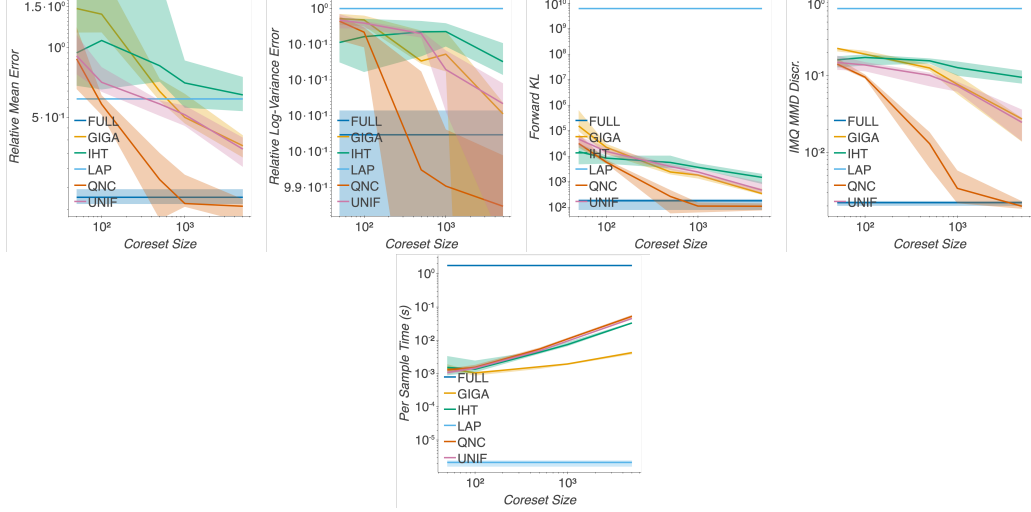 Relative Mean Error
1.5·10⁰
10⁰
5·10⁻¹
FULL
GIGA
IHT
LAP
QNC
UNIF
10²
10³
Coreset Size
Relative Log-Variance Error
10⁰
10·10⁻¹
10·10⁻¹
10·10⁻¹
10·10⁻¹
9.9·10⁻¹
FULL
GIGA
IHT
LAP
QNC
UNIF
10²
10³
Coreset Size
Forward KL
10¹⁰
10⁹
10⁸
10⁷
10⁶
10⁵
10⁴
10³
10²
FULL
GIGA
IHT
LAP
QNC
UNIF
10²
10³
Coreset Size
IMQ MMD Discr.
10⁰
10⁻¹
10⁻²
FULL
GIGA
IHT
LAP
QNC
UNIF
10²
10³
Coreset Size
Per Sample Time (s)
10⁰
10⁻¹
10⁻²
10⁻³
10⁻⁴
10⁻⁵
FULL
GIGA
IHT
LAP
QNC
UNIF
10²
10³
Coreset Size